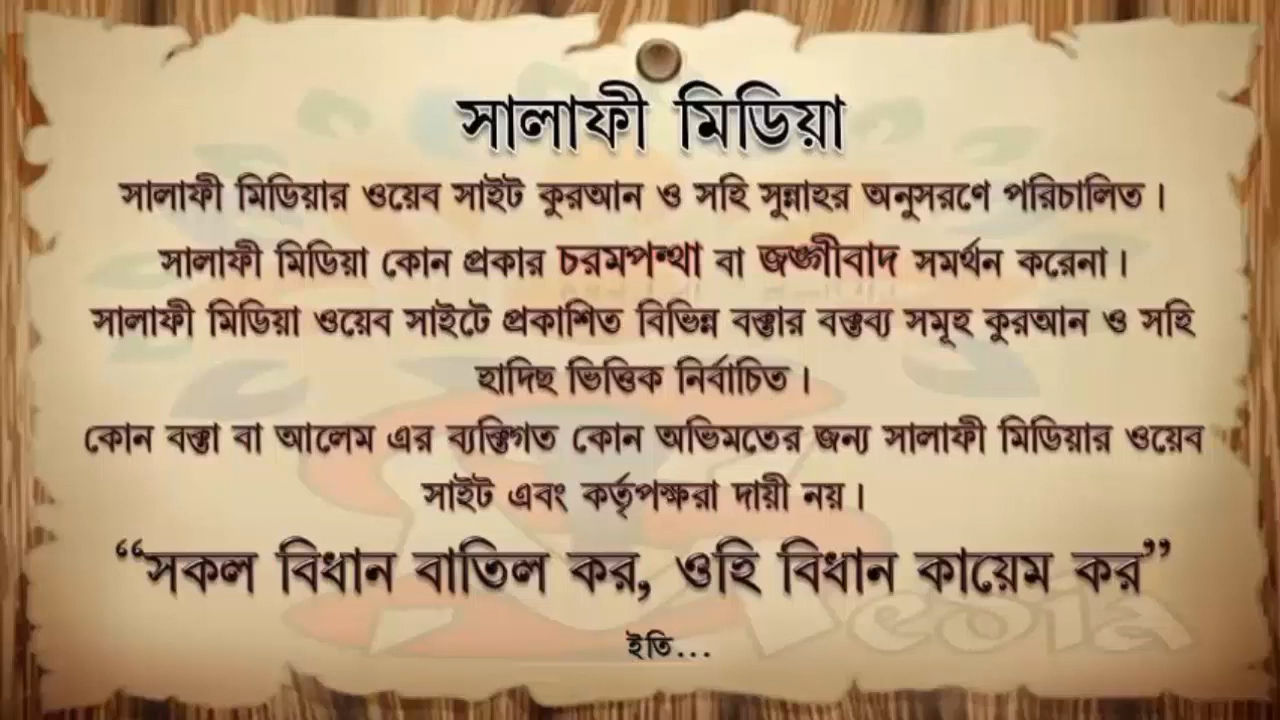 সালাফী মিডিয়া
সালাফী মিডিয়ার ওয়েব সাইট কুরআন ও সহি সুন্নাহর অনুসরণে পরিচালিত।
সালাফী মিডিয়া কোন প্রকার চরমপন্থা বা জঙ্গীবাদ সমর্থন করেনা।
সালাফী মিডিয়া ওয়েব সাইটে প্রকাশিত বিভিন্ন বক্তার বক্তব্য সমূহ কুরআন ও সহি
হাদিছ ভিত্তিক নির্বাচিত।
কোন বক্তা বা আলেম এর ব্যক্তিগত কোন অভিমতের জন্য সালাফী মিডিয়ার ওয়েব
সাইট এবং কর্তৃপক্ষরা দায়ী নয়।
“সকল বিধান বাতিল কর, ওহি বিধান কায়েম কর”
ইতি...